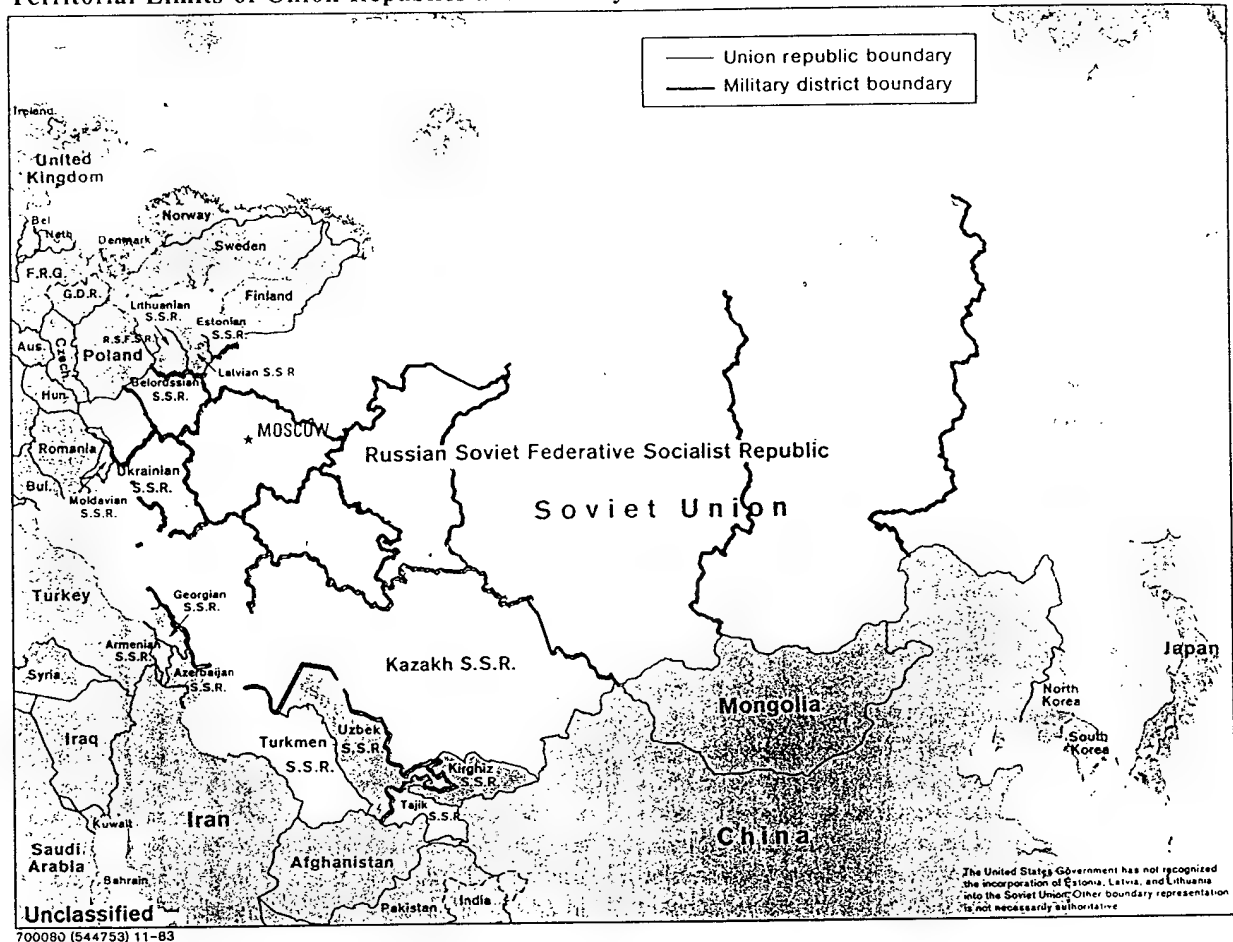 Territorial Limits of Union Republics
Union republic boundary
Military district boundary
Ireland
United
Kingdom
Norway
Bel
Neth
Denmark
Sweden
F.R.G.
G.D.R.
Finland
Lithuanian
S.S.R.
Estonian
S.S.R.
R.S.F.S.R.
Aus.
Czech
Poland
Latvian S.S.R
Belorussian
S.S.R.
Hun.
MOSCOW
Romania
Russian Soviet Federative Socialist Republic
Ukrainian
S.S.R.
Bul.
Moldavian
S.S.R.
Soviet Union
Turkey
Georgian
S.S.R.
Armenian
S.S.R.
Kazakh S.S.R.
Japan
Syria
Azerbaijan
S.S.R.
North
Korea
Mongolia
Iraq
Turkmen
S.S.R.
Uzbek
S.S.R.
South
Korea
Kirghiz
S.S.R
Tajik
S.S.R
Kuwait
Iran
China
Saudi
Arabia
Afghanistan
Bahrain
Pakistan
India
The United States Government has not recognized
the incorporation of Estonia, Latvia, and Lithuania
into the Soviet Union. Other boundary representation
is not necessarily authoritative
Unclassified
700080 (544753) 11-83